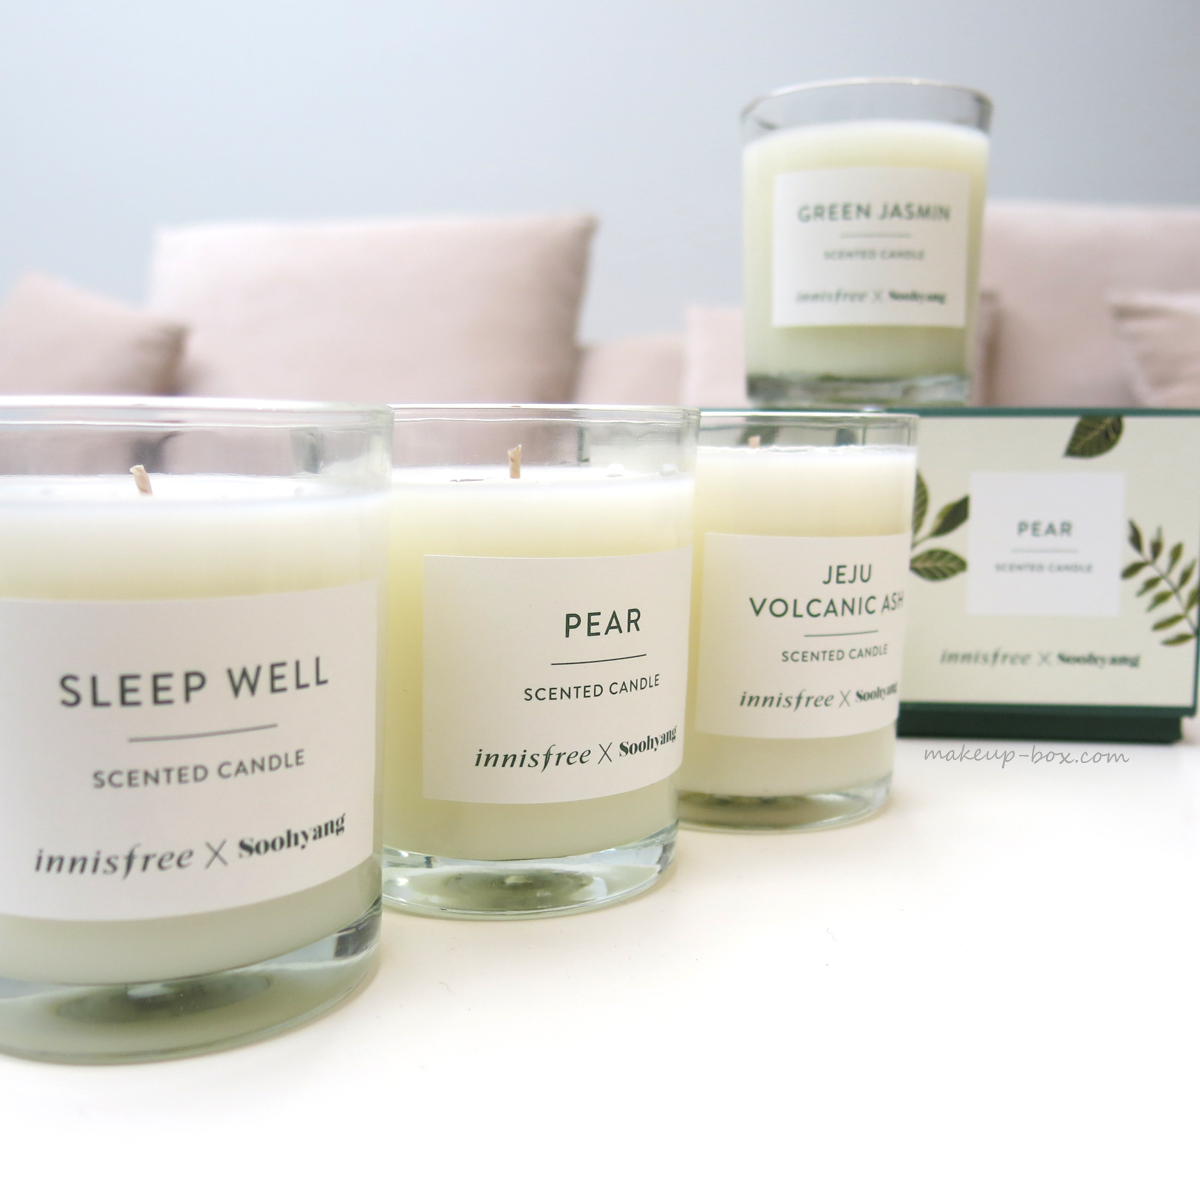 GREEN JASMIN
SCENTED CANDLE
innisfree X Soohyang
SLEEP WELL
SCENTED CANDLE
innisfree X Soohyang
PEAR
SCENTED CANDLE
innisfree X Soohyang
JEJU
VOLCANIC ASH
SCENTED CANDLE
innisfree X Soohyang
PEAR
SCENTED CANDLE
innisfree X Soohyang
makeup-box.com